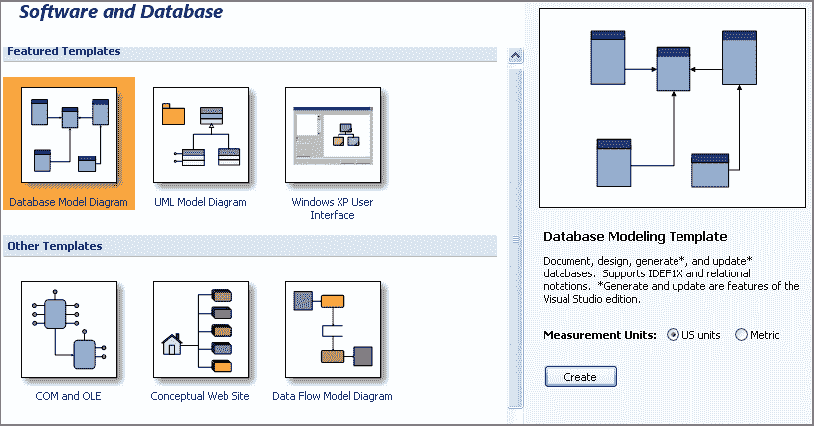 Software and Database
Featured Templates
Database Model Diagram
UML Model Diagram
Windows XP User
Interface
Other Templates
COM and OLE
Conceptual Web Site
Data Flow Model Diagram
Database Modeling Template
Document, design, generate*, and update*
databases. Supports IDEF1X and relational
notations. *Generate and update are features of the
Visual Studio edition.
Measurement Units: US units Metric
Create